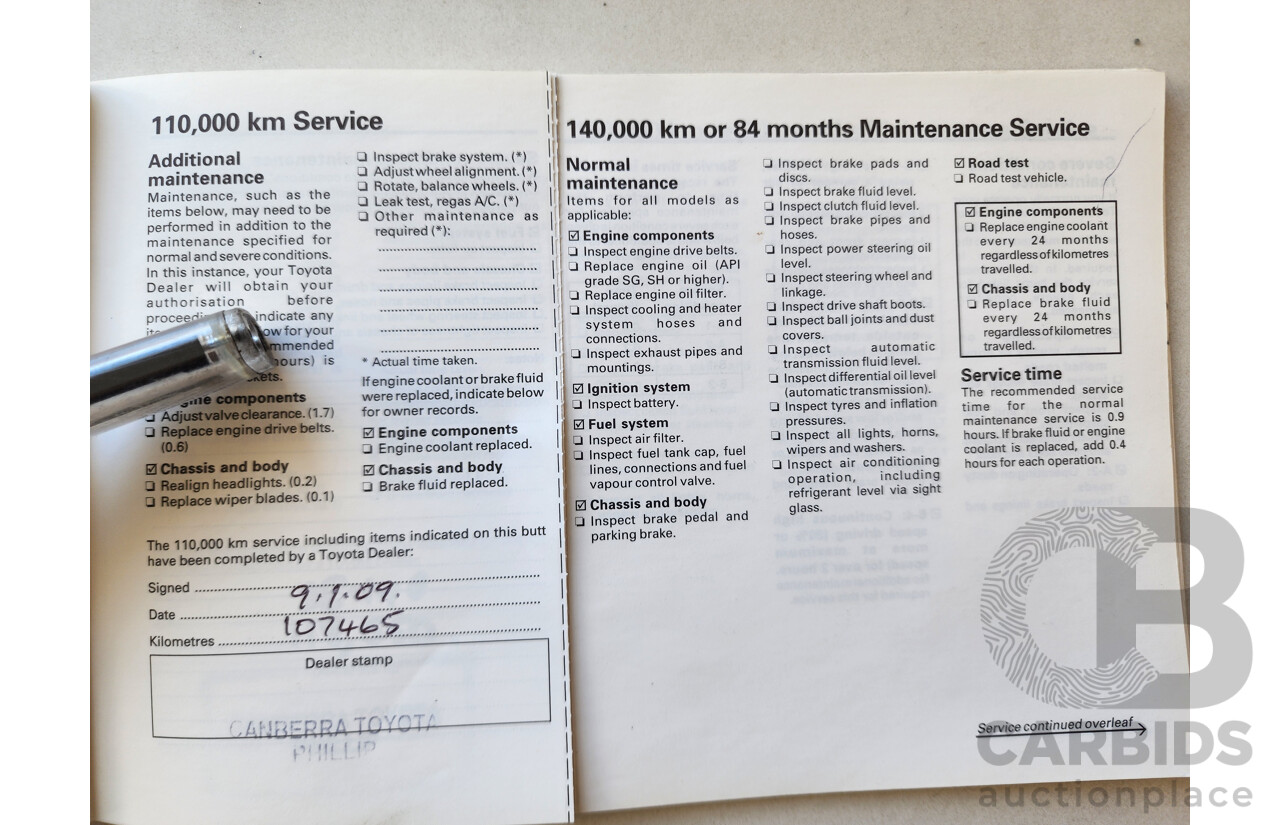 110,000 km Service
Additional
maintenance
Maintenance, such as the
items below, may need to be
performed in addition to the
maintenance specified for
normal and severe conditions.
In this instance, your Toyota
Dealer will obtain your
authorisation before
indicate any
for your
hours) is
components
❏ Adjust valve clearance. (1.7)
❏ Replace engine drive belts.
(0.6)
☑ Chassis and body
❏ Realign headlights. (0.2)
❏ Replace wiper blades. (0.1)
❏ Inspect brake system. (*)
❏ Adjust wheel alignment. (*)
❏ Rotate, balance wheels. (*)
❏ Leak test, regas A/C. (*)
❏ Other maintenance as
required (*):
* Actual time taken.
If engine coolant or brake fluid
were replaced, indicate below
for owner records.
☑ Engine components
❏ Engine coolant replaced.
☑ Chassis and body
❏ Brake fluid replaced.
The 110,000 km service including items indicated on this butt
have been completed by a Toyota Dealer:
Signed
Date 9.1.09.
Kilometres 107465
Dealer stamp
CANBERRA TOYOTA
PHILLIP
140,000 km or 84 months Maintenance Service
Normal
maintenance
Items for all models as
applicable:
☑ Engine components
❏ Inspect engine drive belts.
❏ Replace engine oil (API
grade SG, SH or higher).
❏ Replace engine oil filter.
❏ Inspect cooling and heater
system hoses and
connections.
❏ Inspect exhaust pipes and
mountings.
☑ Ignition system
❏ Inspect battery.
☑ Fuel system
❏ Inspect air filter.
❏ Inspect fuel tank cap, fuel
lines, connections and fuel
vapour control valve.
☑ Chassis and body
❏ Inspect brake pedal and
parking brake.
❏ Inspect brake pads and
discs.
❏ Inspect brake fluid level.
❏ Inspect clutch fluid level.
❏ Inspect brake pipes and
hoses.
❏ Inspect power steering oil
level.
❏ Inspect steering wheel and
linkage.
❏ Inspect drive shaft boots.
❏ Inspect ball joints and dust
covers.
❏ Inspect automatic
transmission fluid level.
❏ Inspect differential oil level
(automatic transmission).
❏ Inspect tyres and inflation
pressures.
❏ Inspect all lights, horns,
wipers and washers.
❏ Inspect air conditioning
operation, including
refrigerant level via sight
glass.
☑ Road test
❏ Road test vehicle.
☑ Engine components
❏ Replace engine coolant
every 24 months
regardless of kilometres
travelled.
☑ Chassis and body
❏ Replace brake fluid
every 24 months
regardless of kilometres
travelled.
Service time
The recommended service
time for the normal
maintenance service is 0.9
hours. If brake fluid or engine
coolant is replaced, add 0.4
hours for each operation.
Service continued overleaf
CARBIDS
auctionplace